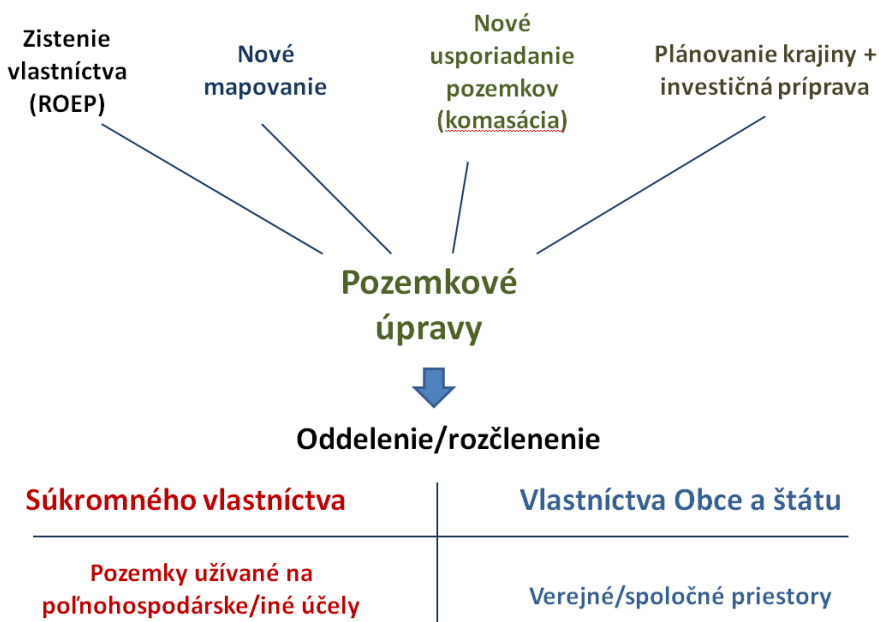 Zistenie
vlastníctva
(ROEP)
Nové
mapovanie
Nové
usporiadanie
pozemkov
(komasácia)
Plánovanie krajiny +
investičná príprava
Pozemkové
úpravy
Oddelenie/rozčlenenie
Súkromného vlastníctva
Vlastníctva Obce a štátu
Pozemky užívané na
poľnohospodárske/iné účely
Verejné/spoločné priestory